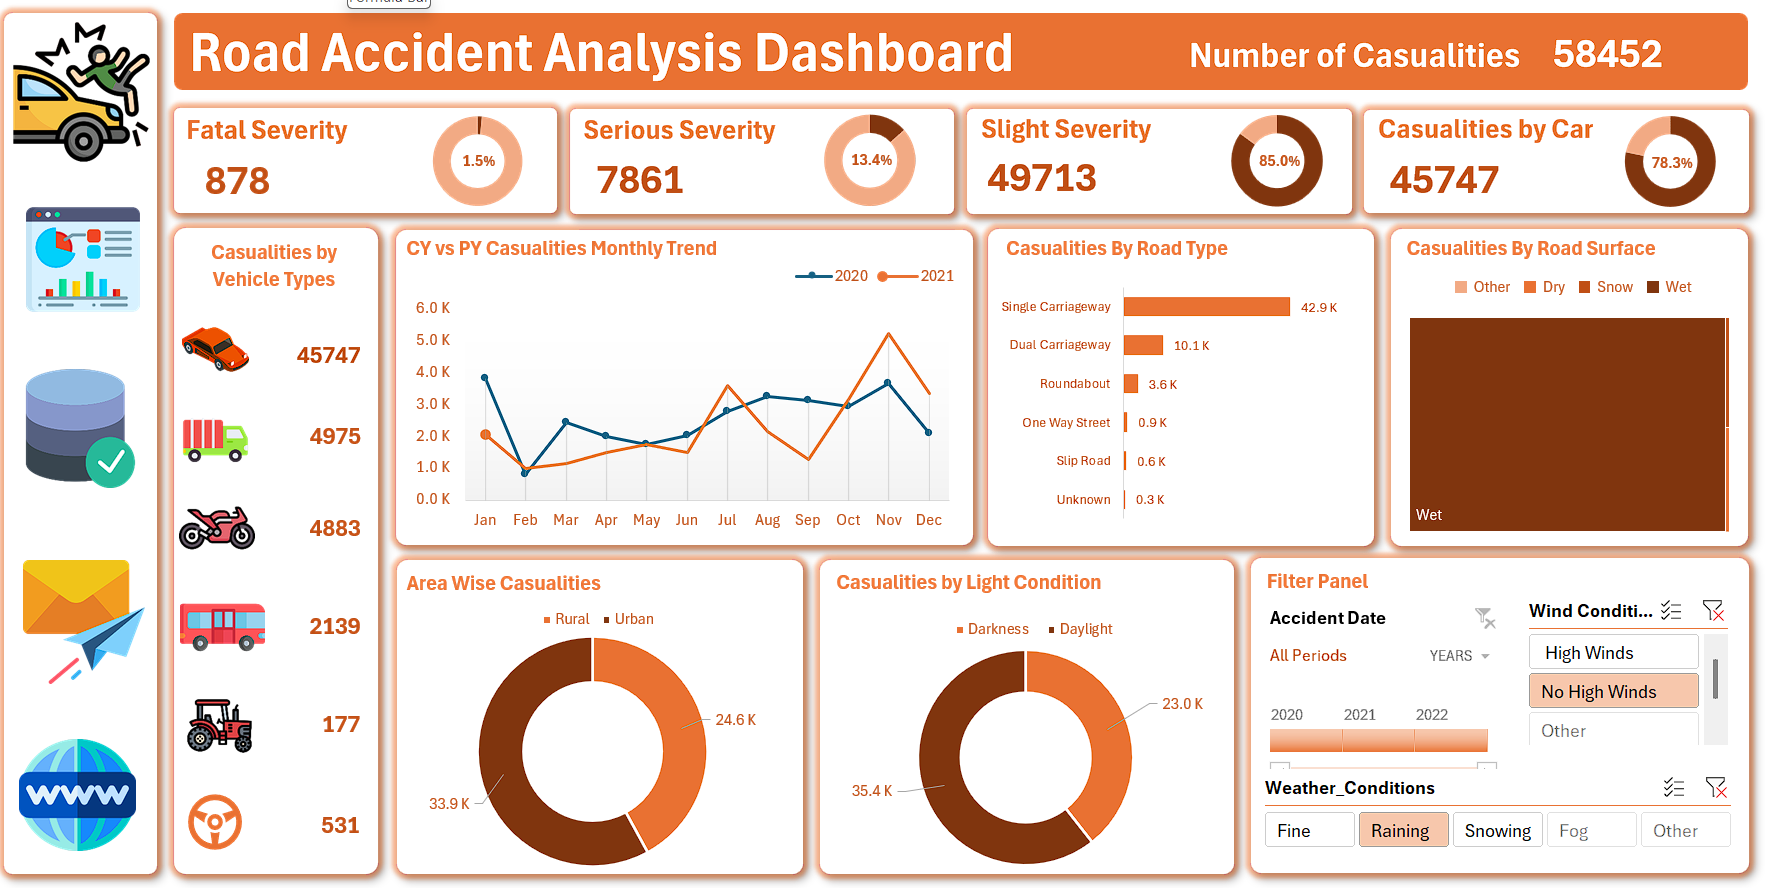 Road Accident Analysis Dashboard
Number of Casualities 58452
Fatal Severity
878
1.5%
Serious Severity
7861
13.4%
Slight Severity
49713
85.0%
Casualities by Car
45747
78.3%
Casualities by
Vehicle Types
45747
4975
4883
2139
177
531
CY vs PY Casualities Monthly Trend
2020 2021
6.0 K
5.0 K
4.0 K
3.0 K
2.0 K
1.0 K
0.0 K
Jan Feb Mar Apr May Jun Jul Aug Sep Oct Nov Dec
Casualities By Road Type
Single Carriageway 42.9 K
Dual Carriageway 10.1 K
Roundabout 3.6 K
One Way Street 0.9 K
Slip Road 0.6 K
Unknown 0.3 K
Casualities By Road Surface
Other Dry Snow Wet
Wet
Area Wise Casualities
Rural Urban
24.6 K
33.9 K
Casualities by Light Condition
Darkness Daylight
23.0 K
35.4 K
Filter Panel
Accident Date
All Periods YEARS
2020 2021 2022
Wind Conditi...
High Winds
No High Winds
Other
Weather_Conditions
Fine Raining Snowing Fog Other
www